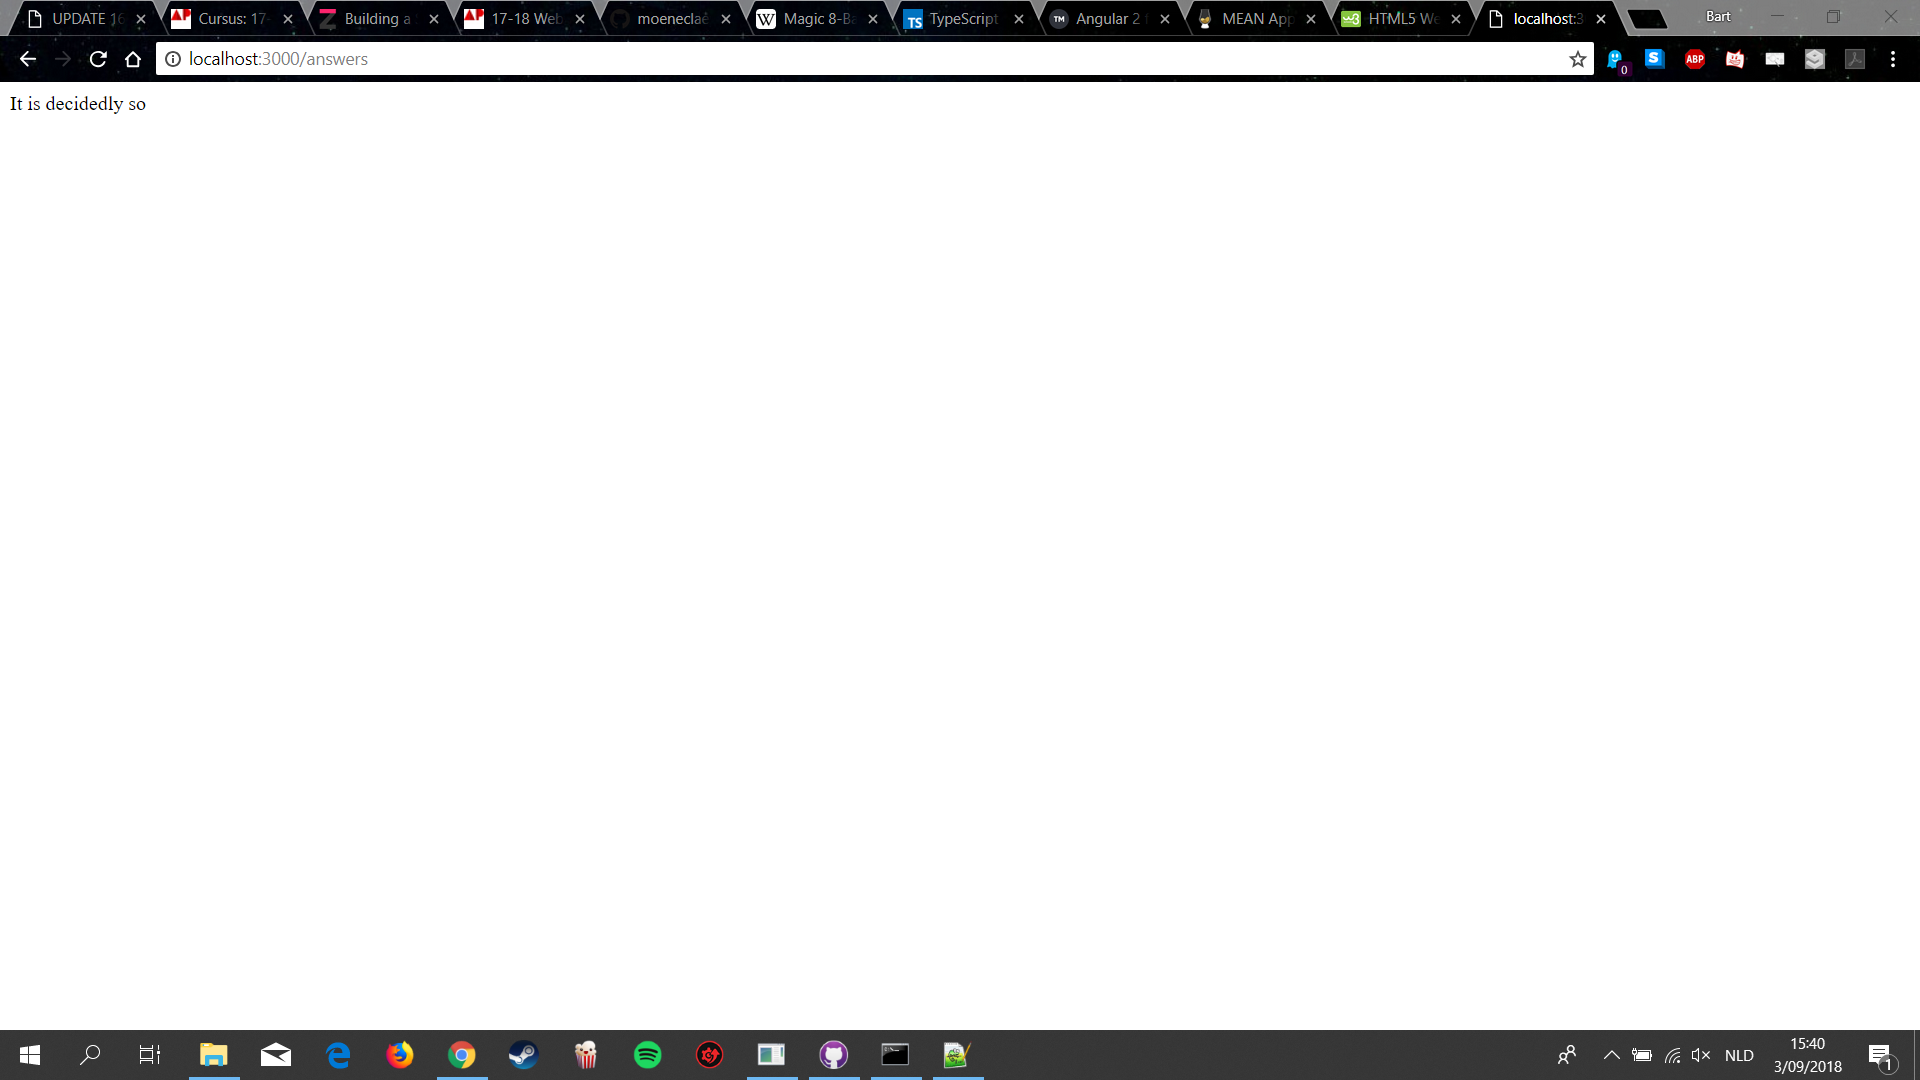 UPDATE 16
Cursus: 17-
Building a
17-18 Web
moeneclaé
Magic 8-Ba
TypeScript
Angular 2
MEAN App
HTML5 We
localhost:3
Bart
localhost:3000/answers
0
S
ABP
It is decidedly so
NLD
15:40
3/09/2018
1